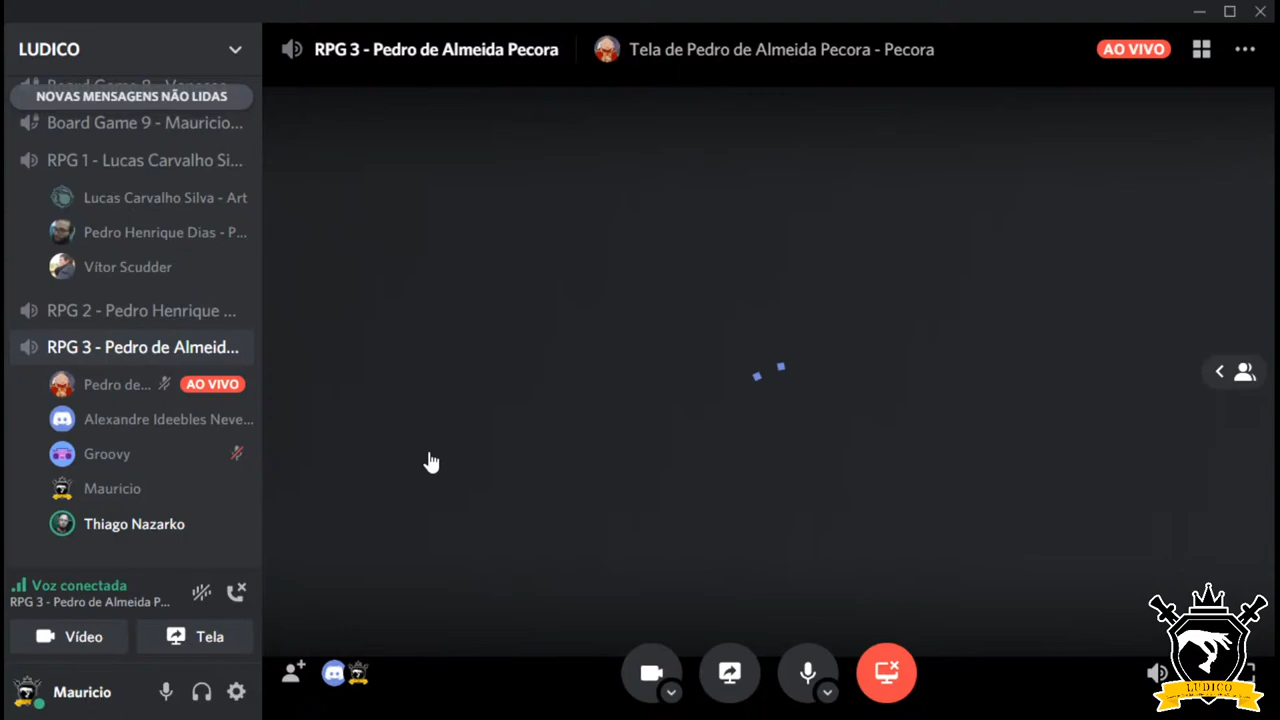 LUDICO
NOVAS MENSAGENS NÃO LIDAS
Board Game 9 - Mauricio...
RPG 1 - Lucas Carvalho Si...
Lucas Carvalho Silva - Art
Pedro Henrique Dias - P...
Vítor Scudder
RPG 2 - Pedro Henrique ...
RPG 3 - Pedro de Almeid...
Pedro de... AO VIVO
Alexandre Ideebles Neve...
Groovy
Mauricio
Thiago Nazarko
Voz conectada
RPG 3 - Pedro de Almeida P...
Vídeo
Tela
Mauricio
RPG 3 - Pedro de Almeida Pecora
Tela de Pedro de Almeida Pecora - Pecora
AO VIVO
LUDICO